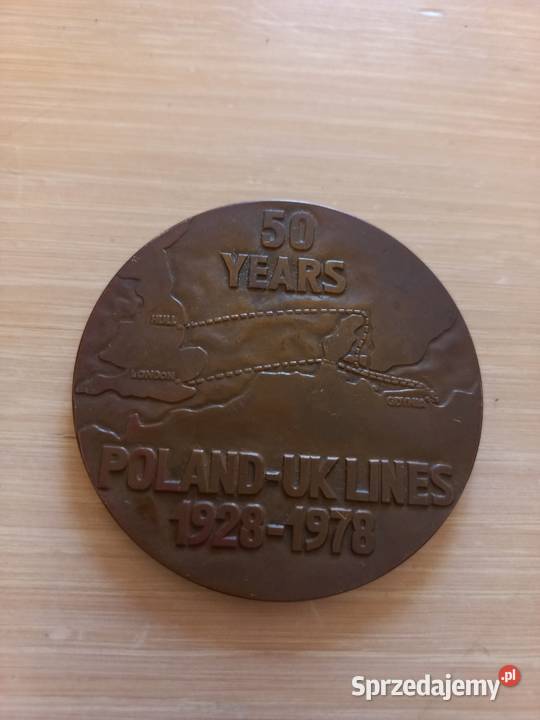 50
YEARS
HULL
LONDON
GDYNIA
POLAND-UK LINES
1928-1978
Sprzedajemy.pl